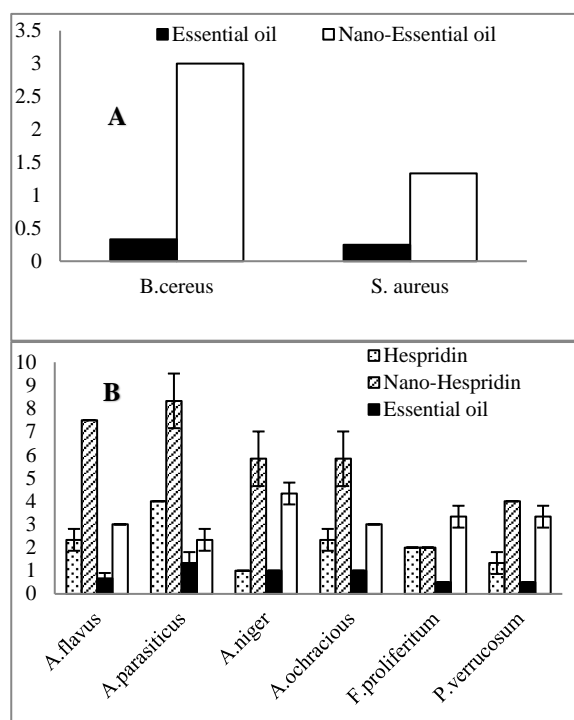 Essential oil
Nano-Essential oil
3.5
3
2.5
2
1.5
1
0.5
0
A
B.cereus
S. aureus
Hespridin
Nano-Hespridin
Essential oil
B
10
9
8
7
6
5
4
3
2
1
0
A.flavus
A.parasiticus
A.niger
A.ochracious
F.proliferitum
P.verrucosum